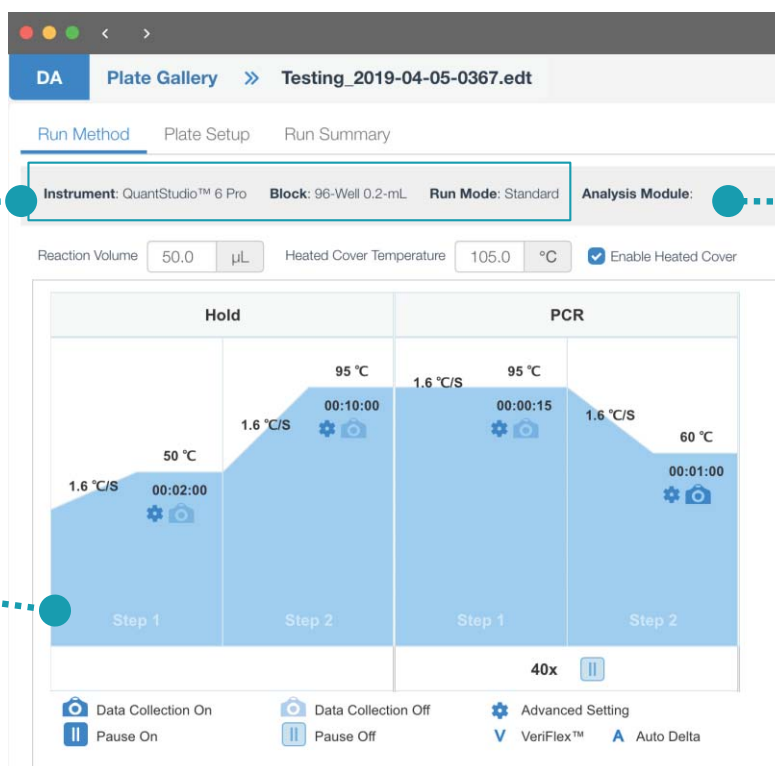 DA Plate Gallery » Testing_2019-04-05-0367.edt
Run Method Plate Setup Run Summary
Instrument: QuantStudio™ 6 Pro Block: 96-Well 0.2-mL Run Mode: Standard Analysis Module:
Reaction Volume 50.0 µL Heated Cover Temperature 105.0 °C Enable Heated Cover
Hold PCR
95 °C 95 °C
1.6 °C/S
00:10:00 00:00:15
1.6 °C/S 1.6 °C/S
60 °C
50 °C
00:01:00
1.6 °C/S 00:02:00
Step 1 Step 2 Step 1 Step 2
40x
Data Collection On Data Collection Off Advanced Setting
Pause On Pause Off V VeriFlex™ A Auto Delta